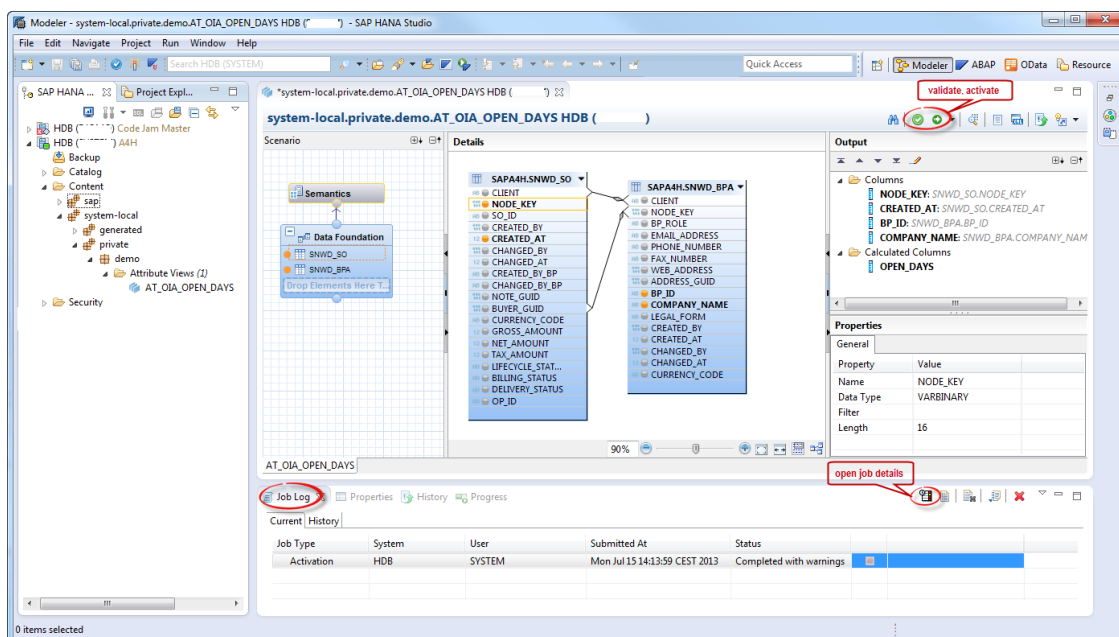 Modeler - system-local.private.demo.AT_OIA_OPEN_DAYS HDB ( ') - SAP HANA Studio
File Edit Navigate Project Run Window Help
Search HDB (SYSTEM)
Quick Access
Modeler
ABAP
OData
Resource
SAP HANA ...
Project Expl...
HDB ( ) Code Jam Master
HDB ( ) A4H
Backup
Catalog
Content
sap
system-local
generated
private
demo
Attribute Views (1)
AT_OIA_OPEN_DAYS
Security
*system-local.private.demo.AT_OIA_OPEN_DAYS HDB ( )
validate, activate
system-local.private.demo.AT_OIA_OPEN_DAYS HDB ( )
Scenario
Semantics
Data Foundation
SNWD_SO
SNWD_BPA
Drop Elements Here T...
Details
SAPA4H.SNWD_SO
CLIENT
NODE_KEY
SO_ID
CREATED_BY
CREATED_AT
CHANGED_BY
CHANGED_AT
CREATED_BY_BP
CHANGED_BY_BP
NOTE_GUID
BUYER_GUID
CURRENCY_CODE
GROSS_AMOUNT
NET_AMOUNT
TAX_AMOUNT
LIFECYCLE_STAT...
BILLING_STATUS
DELIVERY_STATUS
OP_ID
SAPA4H.SNWD_BPA
CLIENT
NODE_KEY
BP_ROLE
EMAIL_ADDRESS
PHONE_NUMBER
FAX_NUMBER
WEB_ADDRESS
ADDRESS_GUID
BP_ID
COMPANY_NAME
LEGAL_FORM
CREATED_BY
CREATED_AT
CHANGED_BY
CHANGED_AT
CURRENCY_CODE
90%
AT_OIA_OPEN_DAYS
Output
Columns
NODE_KEY: SNWD_SO.NODE_KEY
CREATED_AT: SNWD_SO.CREATED_AT
BP_ID: SNWD_BPA.BP_ID
COMPANY_NAME: SNWD_BPA.COMPANY_NAM
Calculated Columns
OPEN_DAYS
Properties
General
Property Value
Name NODE_KEY
Data Type VARBINARY
Filter
Length 16
open job details
Job Log Properties History Progress
Current History
Job Type System User Submitted At Status
Activation HDB SYSTEM Mon Jul 15 14:13:59 CEST 2013 Completed with warnings
0 items selected